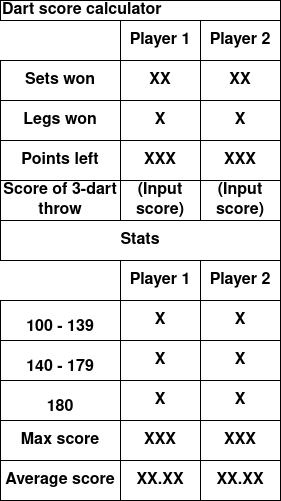 Dart score calculator
Player 1 Player 2
Sets won XX XX
Legs won X X
Points left XXX XXX
Score of 3-dart throw (Input score) (Input score)
Stats
Player 1 Player 2
100 - 139 X X
140 - 179 X X
180 X X
Max score XXX XXX
Average score XX.XX XX.XX